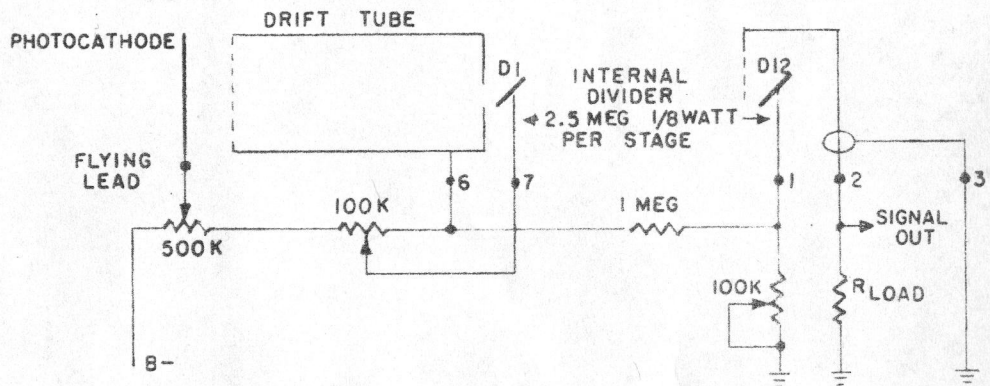 DRIFT TUBE
PHOTOCATHODE
D1
D12
INTERNAL
DIVIDER
2.5 MEG 1/8 WATT
PER STAGE
FLYING
LEAD
6
7
1
2
3
100K
1 MEG
SIGNAL
OUT
500K
100K
RLOAD
B-